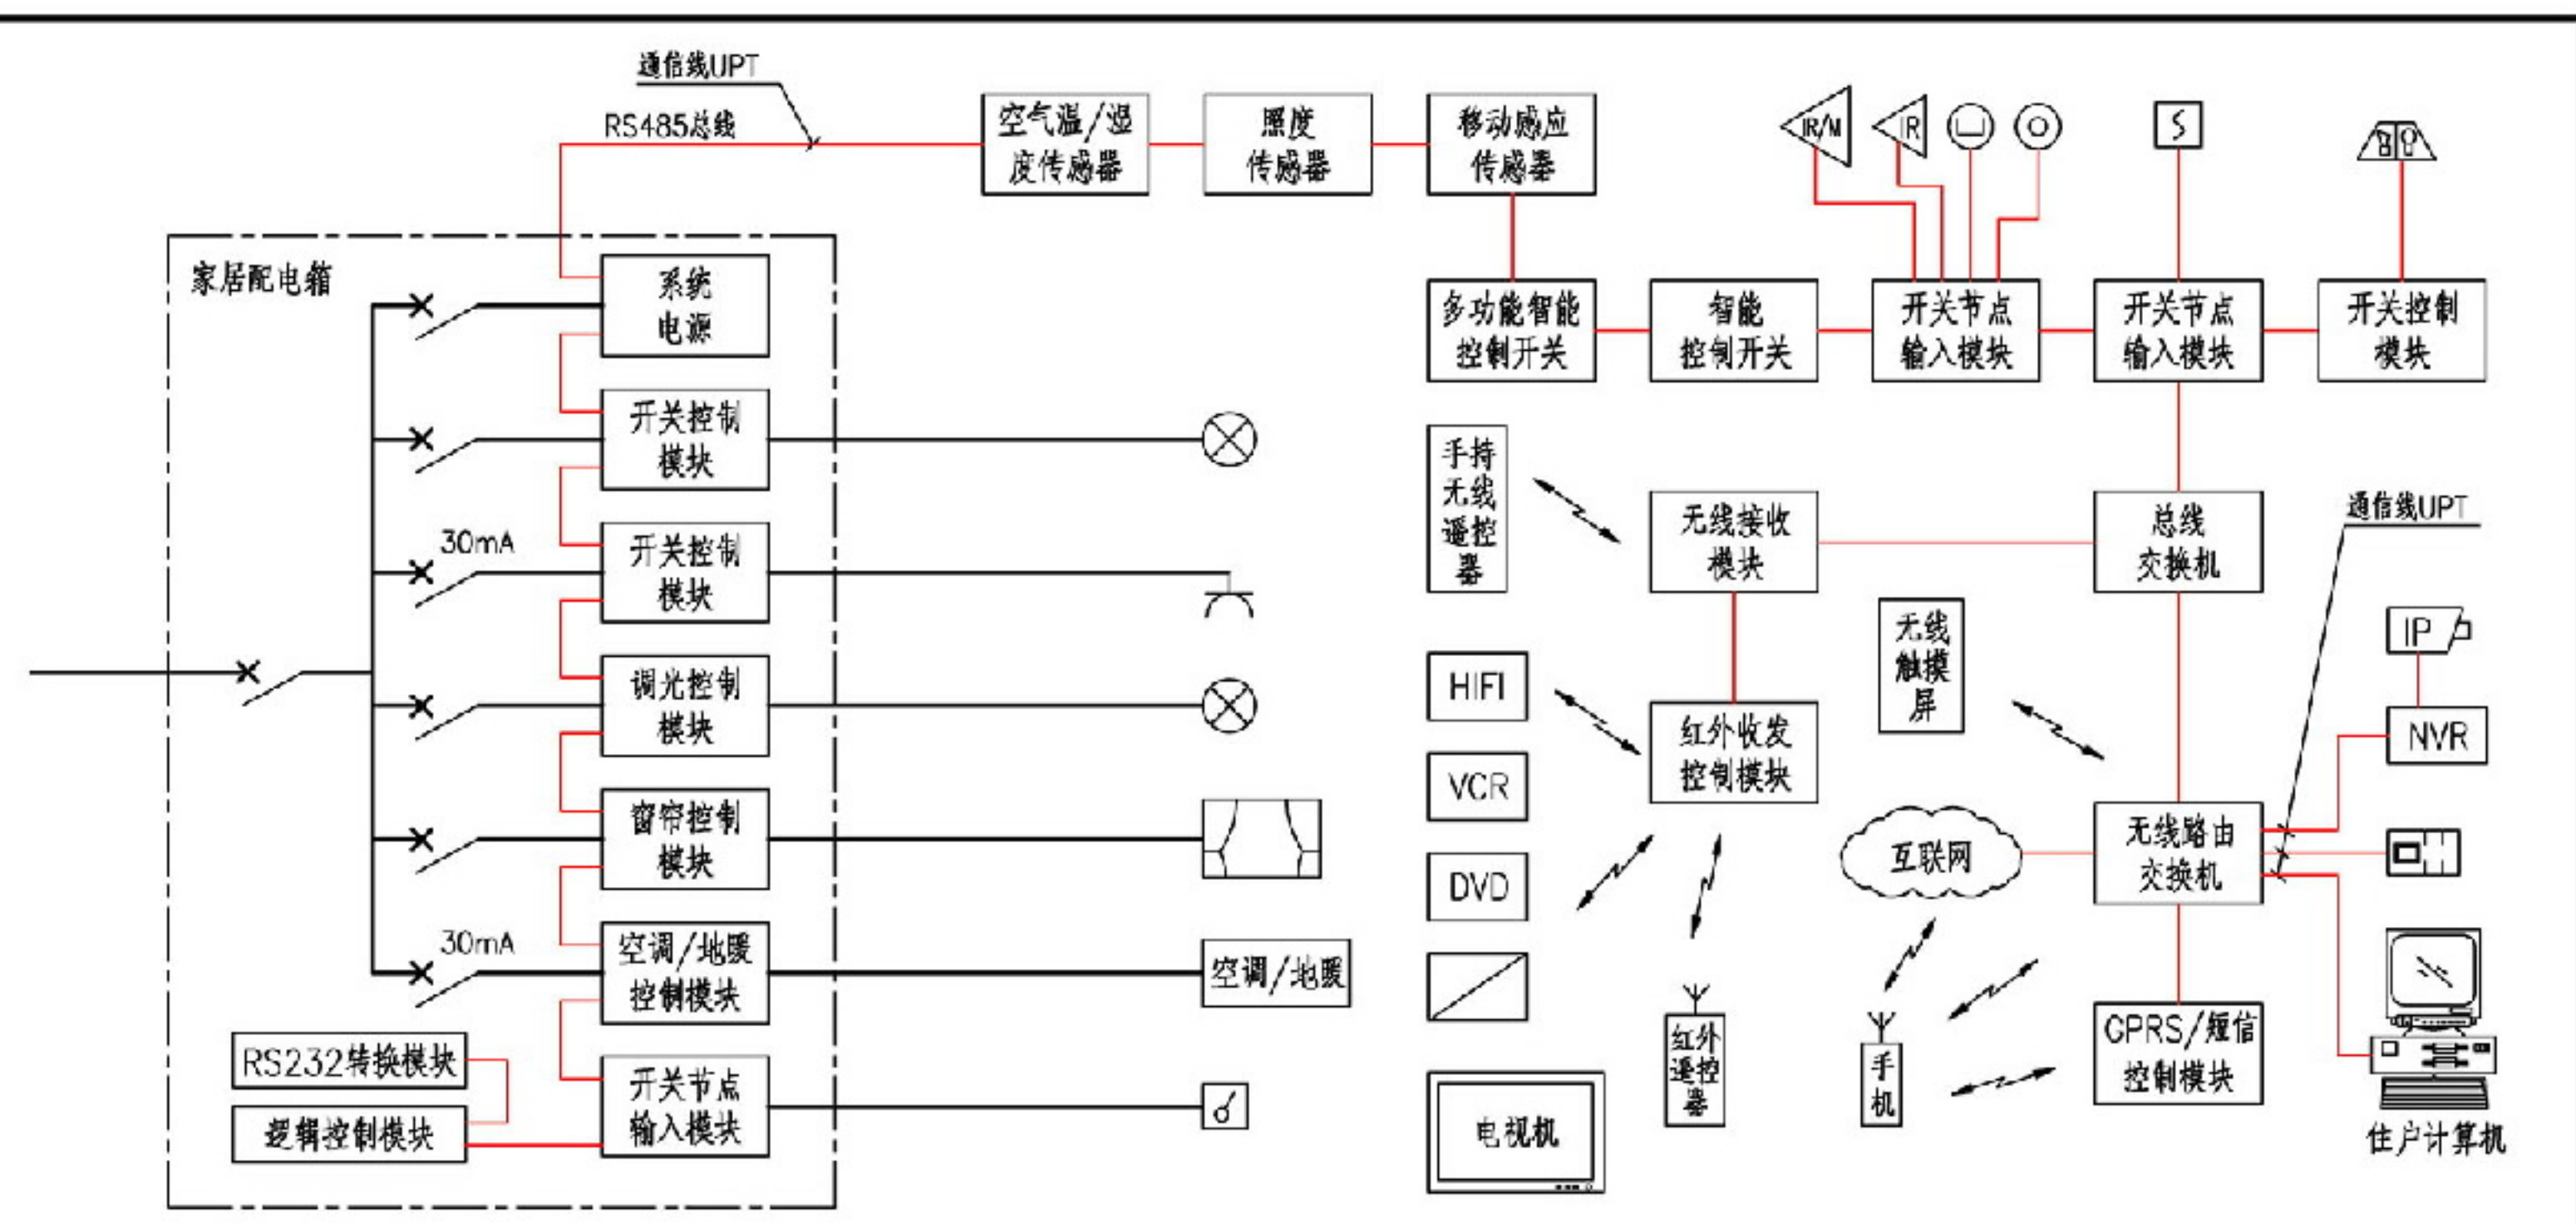 通信线UPT
RS485总线
空气温/湿
度传感器
照度
传感器
移动感应
传感器
IR/M
IR
S
家居配电箱
系统
电源
多功能智能
控制开关
智能
控制开关
开关节点
输入模块
开关节点
输入模块
开关控制
模块
开关控制
模块
30mA
开关控制
模块
调光控制
模块
窗帘控制
模块
30mA
空调/地暖
控制模块
空调/地暖
RS232转换模块
逻辑控制模块
开关节点
输入模块
手持
无线
遥控
器
无线接收
模块
总线
交换机
通信线UPT
无线
触摸
屏
IP
NVR
HIFI
VCR
DVD
红外收发
控制模块
互联网
无线路由
交换机
红外
遥控
器
手
机
GPRS/短信
控制模块
电视机
住户计算机